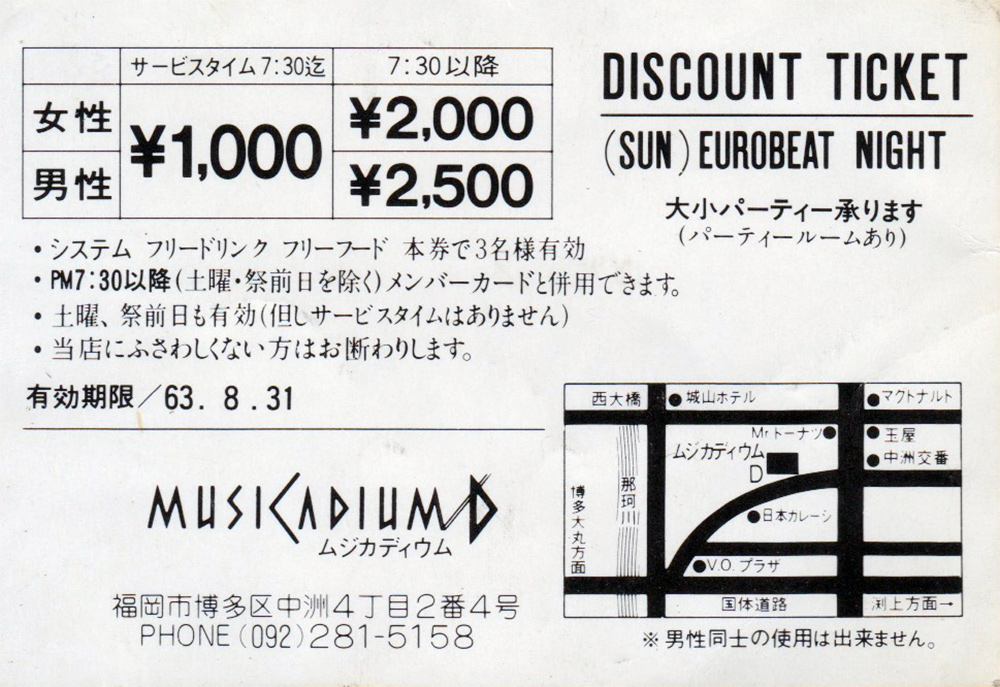 サービスタイム7:30迄 7:30以降
女性 ¥1,000 ¥2,000
男性 ¥2,500
DISCOUNT TICKET
(SUN) EUROBEAT NIGHT
大小パーティー承ります
(パーティールームあり)
・システム フリードリンク フリーフード 本券で3名様有効
・PM7:30以降(土曜・祭前日を除く)メンバーカードと併用できます。
・土曜、祭前日も有効(但しサービスタイムはありません)
・当店にふさわしくない方はお断わりします。
有効期限/63.8.31
MUSICADIUM D
ムジカディウム
福岡市博多区中洲4丁目2番4号
PHONE(092)281-5158
西大橋
城山ホテル
マクトナルト
Mrドーナツ
玉屋
ムジカディウム
D
中洲交番
那珂川
博多大丸方面
日本カレーシ
V.O.プラザ
国体道路
渕上方面→
※男性同士の使用は出来ません。